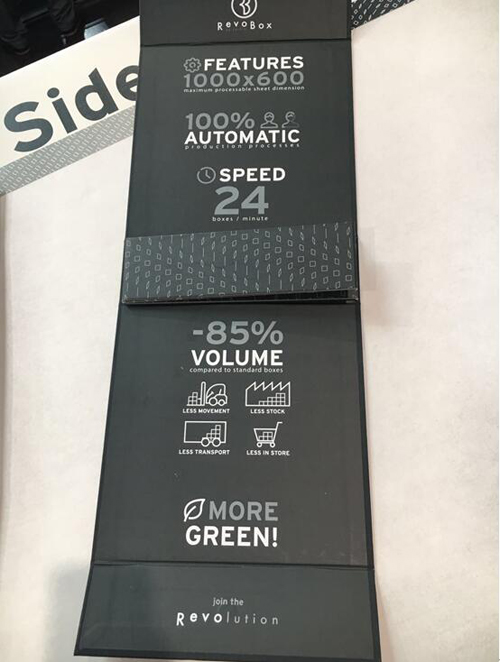 RevoBox
Side
FEATURES
1000x600
maximum processable sheet dimension
100%
AUTOMATIC
production processes
SPEED
24
boxes / minute
-85%
VOLUME
compared to standard boxes
LESS MOVEMENT
LESS STOCK
LESS TRANSPORT
LESS IN STORE
MORE
GREEN!
join the
Revolution